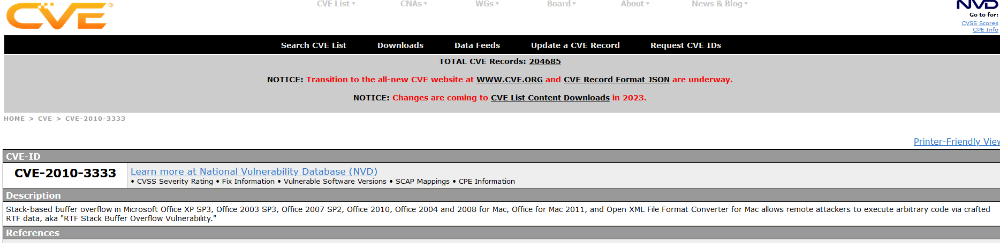 CVE®
CVE List▾ CNAs▾ WGs▾ Board▾ About▾ News & Blog▾
NVD
Go to for:
CVSS Scores
CPE Info
Search CVE List Downloads Data Feeds Update a CVE Record Request CVE IDs
TOTAL CVE Records: 204685
NOTICE: Transition to the all-new CVE website at WWW.CVE.ORG and CVE Record Format JSON are underway.
NOTICE: Changes are coming to CVE List Content Downloads in 2023.
HOME > CVE > CVE-2010-3333
Printer-Friendly View
CVE-ID
CVE-2010-3333
Learn more at National Vulnerability Database (NVD)
• CVSS Severity Rating • Fix Information • Vulnerable Software Versions • SCAP Mappings • CPE Information
Description
Stack-based buffer overflow in Microsoft Office XP SP3, Office 2003 SP3, Office 2007 SP2, Office 2010, Office 2004 and 2008 for Mac, Office for Mac 2011, and Open XML File Format Converter for Mac allows remote attackers to execute arbitrary code via crafted
RTF data, aka "RTF Stack Buffer Overflow Vulnerability."
References